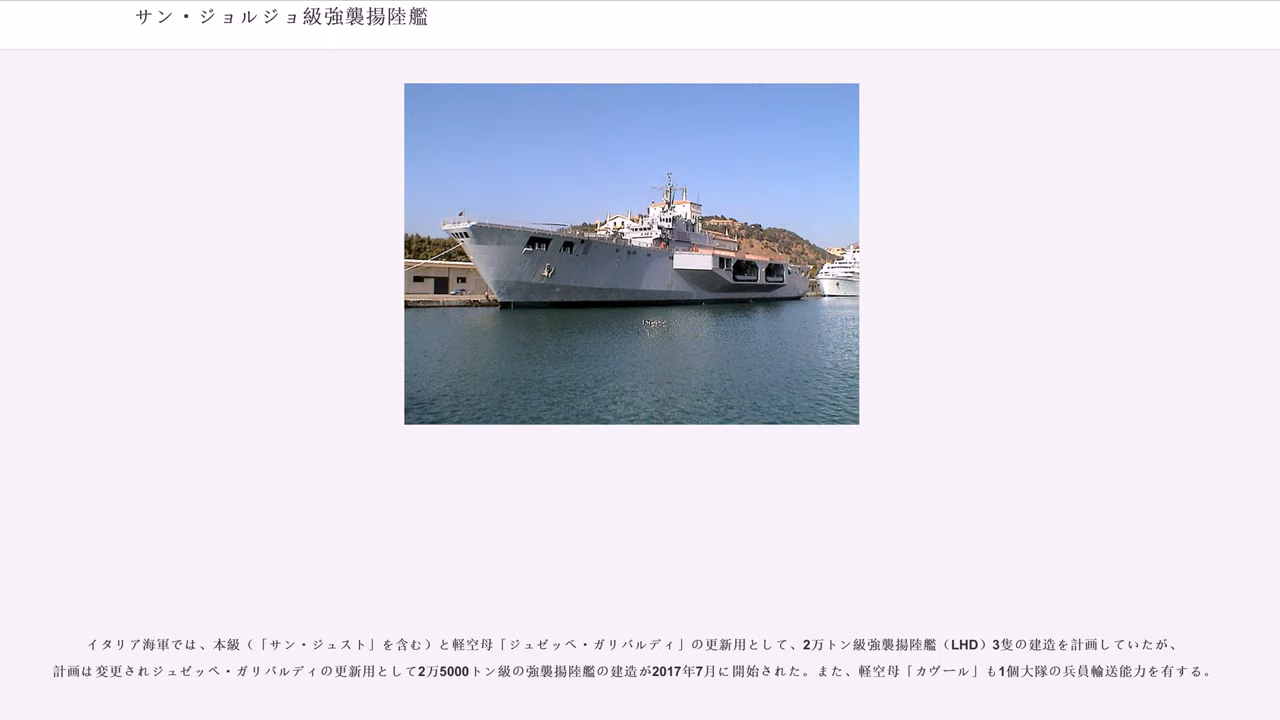 サン・ジョルジョ級強襲揚陸艦
イタリア海軍では、本級（「サン・ジュスト」を含む）と軽空母「ジュゼッペ・ガリバルディ」の更新用として、2万トン級強襲揚陸艦（LHD）3隻の建造を計画していたが、
計画は変更されジュゼッペ・ガリバルディの更新用として2万5000トン級の強襲揚陸艦の建造が2017年7月に開始された。また、軽空母「カヴール」も1個大隊の兵員輸送能力を有する。